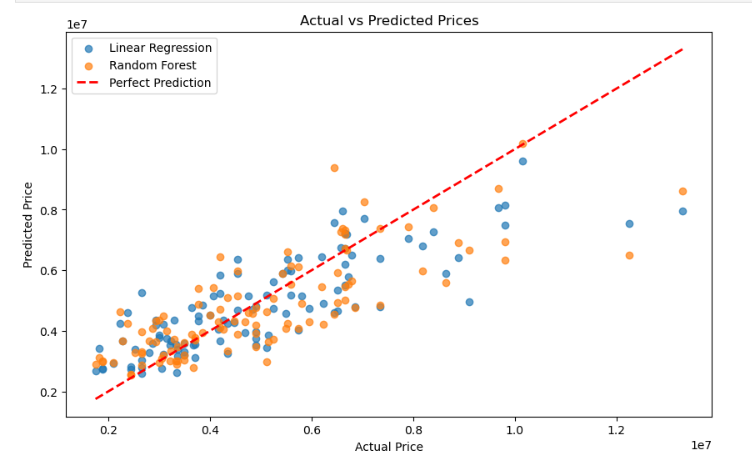 Actual vs Predicted Prices
1e7
Linear Regression
Random Forest
Perfect Prediction
1.2
1.0
0.8
0.6
0.4
0.2
Predicted Price
0.2 0.4 0.6 0.8 1.0 1.2
Actual Price
1e7